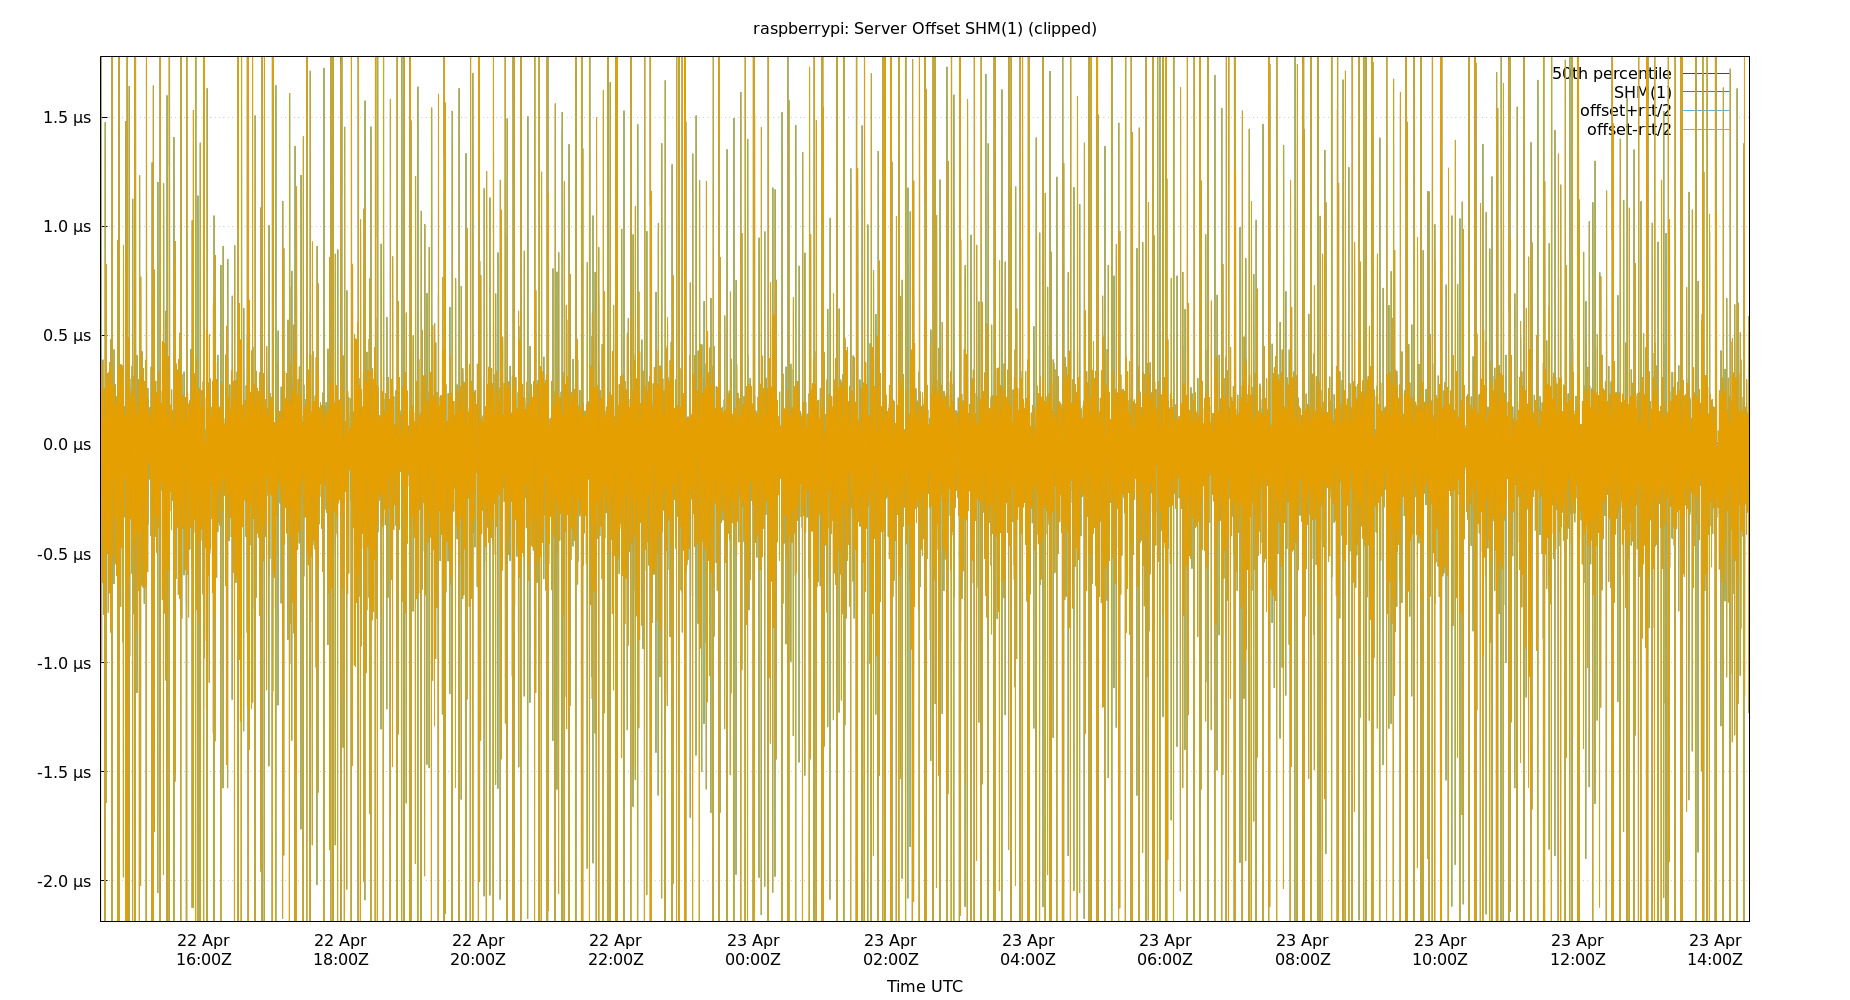 raspberrypi: Server Offset SHM(1) (clipped)
50th percentile
SHM(1)
offset+rtt/2
offset-rtt/2
1.5 µs
1.0 µs
0.5 µs
0.0 µs
-0.5 µs
-1.0 µs
-1.5 µs
-2.0 µs
22 Apr 22 Apr 22 Apr 22 Apr 23 Apr 23 Apr 23 Apr 23 Apr 23 Apr 23 Apr 23 Apr 23 Apr
16:00Z 18:00Z 20:00Z 22:00Z 00:00Z 02:00Z 04:00Z 06:00Z 08:00Z 10:00Z 12:00Z 14:00Z
Time UTC